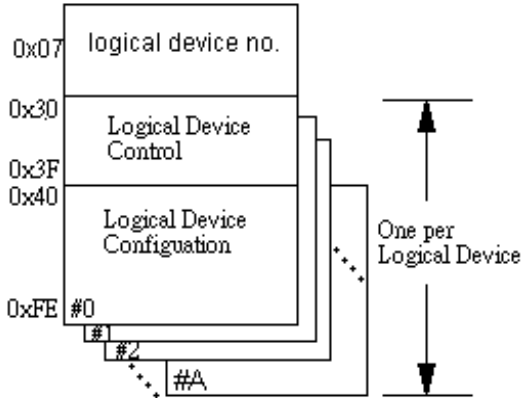 0x07
logical device no.
0x30
Logical Device
Control
0x3F
0x40
Logical Device
Configuation
0xFE
#0
#1
#2
#A
One per
Logical Device